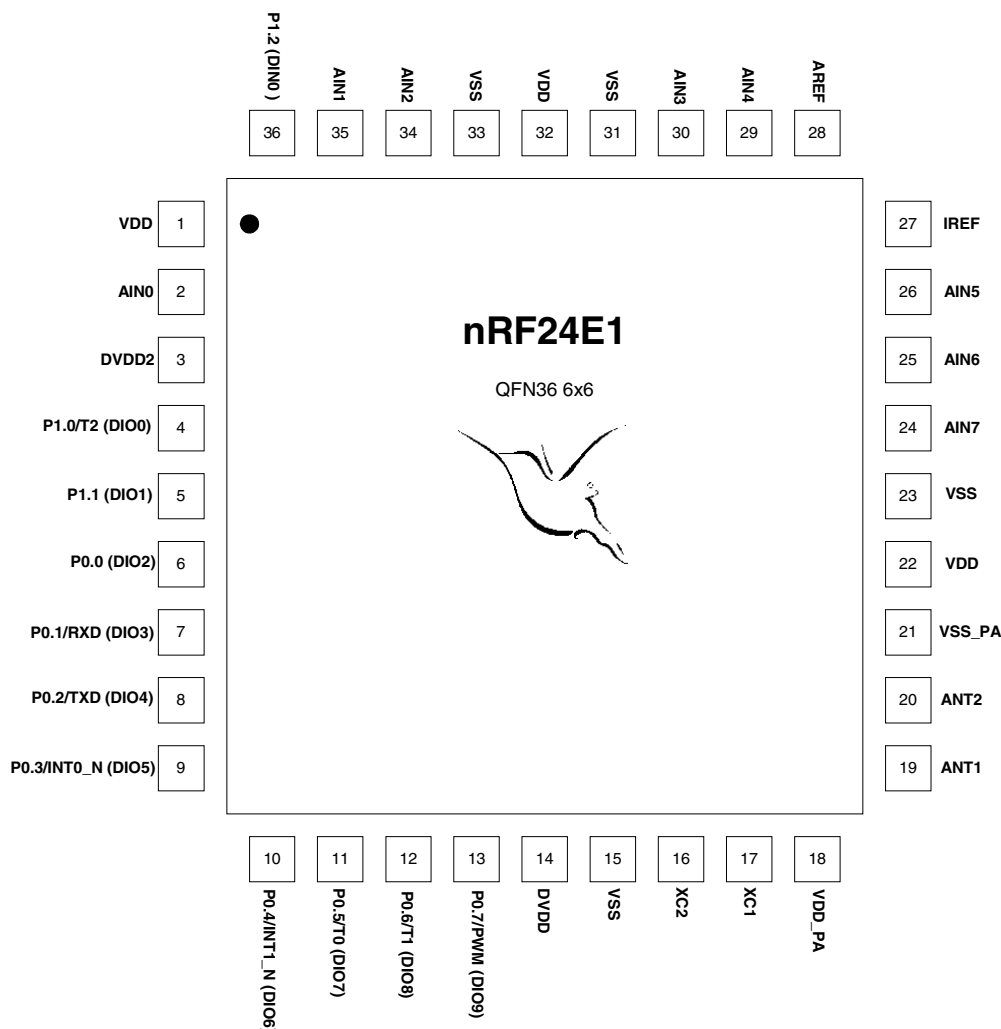 P1.2 (DIN0 )
AIN1
AIN2
VSS
VDD
VSS
AIN3
AIN4
AREF
36
35
34
33
32
31
30
29
28
VDD 1
27 IREF
AIN0 2
26 AIN5
nRF24E1
DVDD2 3
25 AIN6
QFN36 6x6
P1.0/T2 (DIO0) 4
24 AIN7
P1.1 (DIO1) 5
23 VSS
P0.0 (DIO2) 6
22 VDD
P0.1/RXD (DIO3) 7
21 VSS_PA
P0.2/TXD (DIO4) 8
20 ANT2
P0.3/INT0_N (DIO5) 9
19 ANT1
10
11
12
13
14
15
16
17
18
P0.4/INT1_N (DIO6)
P0.5/T0 (DIO7)
P0.6/T1 (DIO8)
P0.7/PWM (DIO9)
DVDD
VSS
XC2
XC1
VDD_PA